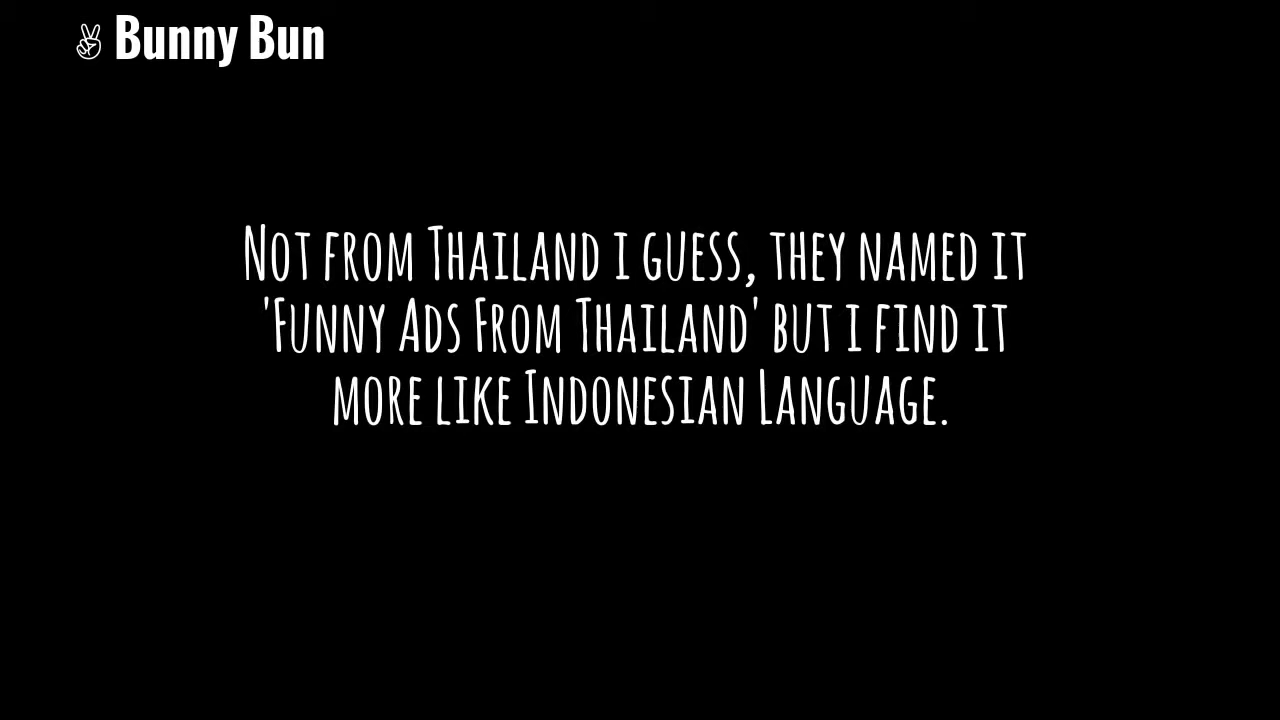 ✌ Bunny Bun
Not from Thailand i guess, they named it
'Funny Ads From Thailand' but i find it
more like Indonesian Language.